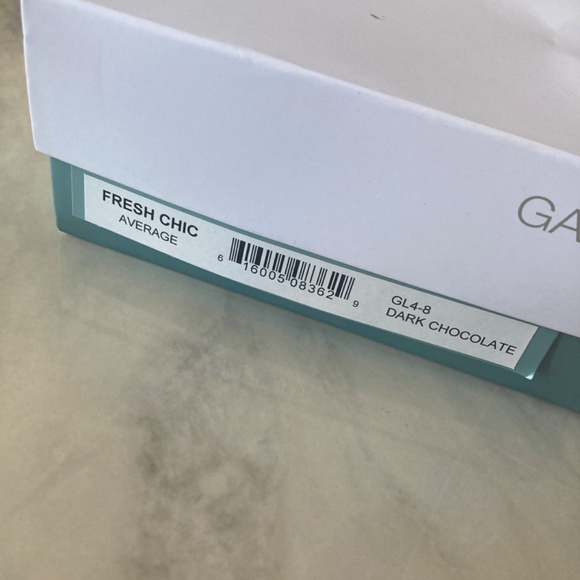 FRESH CHIC
AVERAGE
6 16005 08362 9
GL4-8
DARK CHOCOLATE
GA